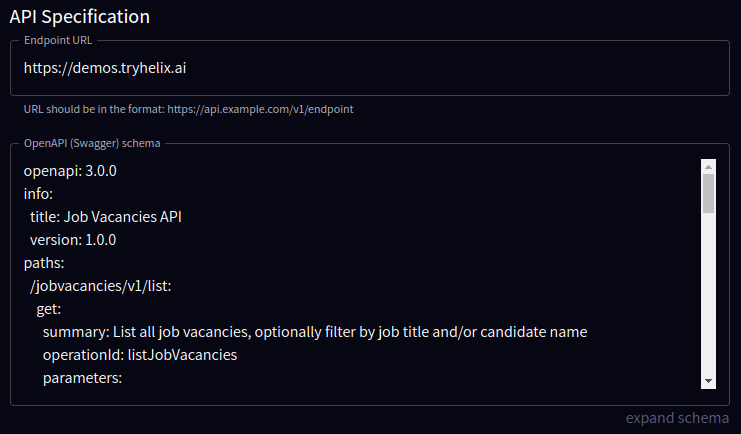 API Specification
Endpoint URL
https://demos.tryhelix.ai
URL should be in the format: https://api.example.com/v1/endpoint
OpenAPI (Swagger) schema
openapi: 3.0.0
info:
  title: Job Vacancies API
  version: 1.0.0
paths:
  /jobvacancies/v1/list:
    get:
      summary: List all job vacancies, optionally filter by job title and/or candidate name
      operationId: listJobVacancies
      parameters:
expand schema